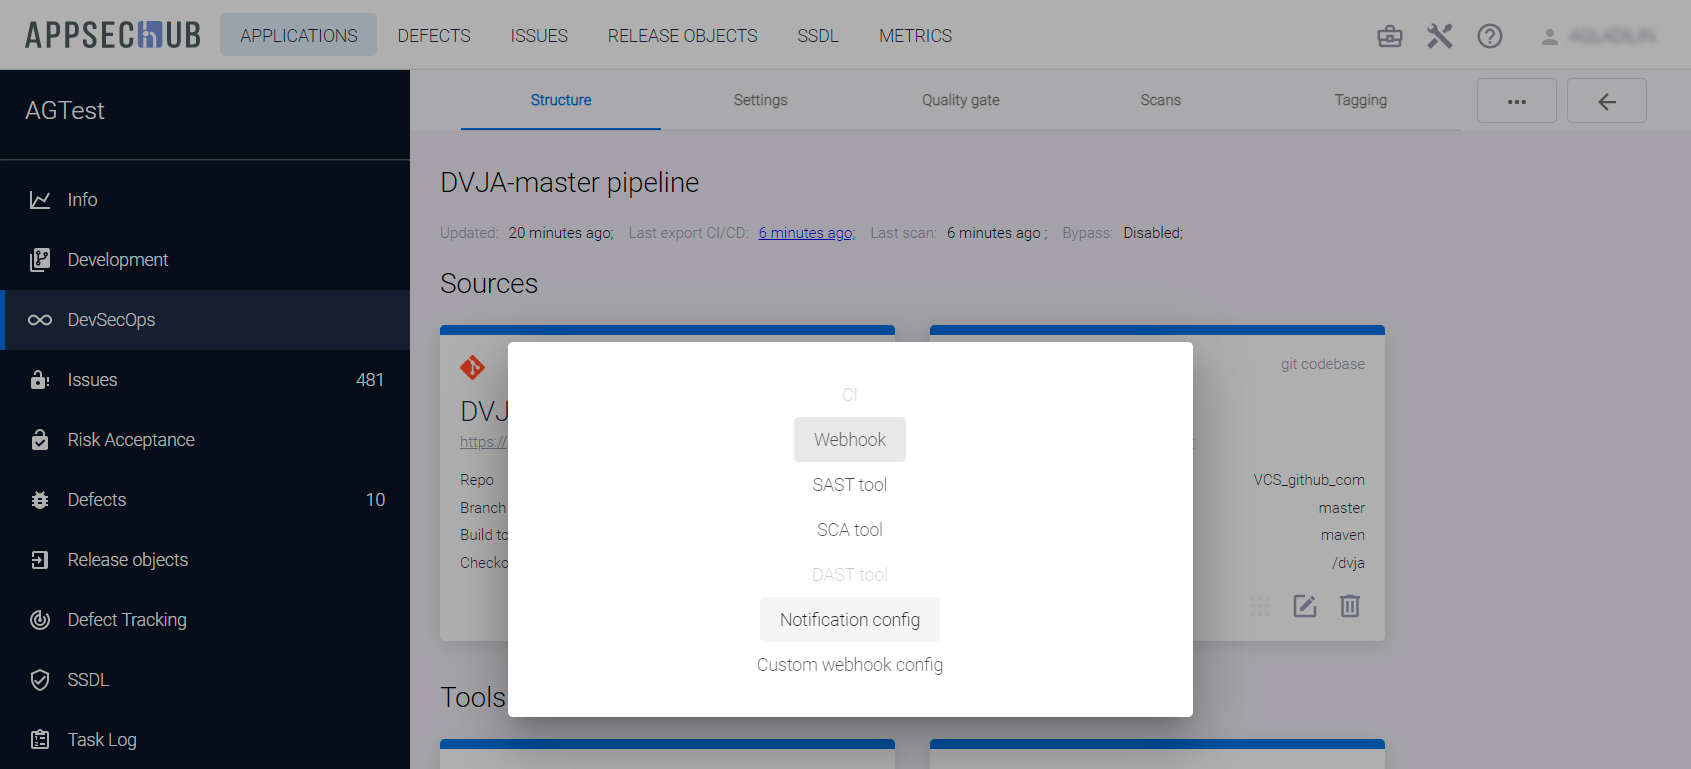 APPSECHUB
APPLICATIONS
DEFECTS
ISSUES
RELEASE OBJECTS
SSDL
METRICS
AGTest
Info
Development
DevSecOps
Issues 481
Risk Acceptance
Defects 10
Release objects
Defect Tracking
SSDL
Task Log
Structure
Settings
Quality gate
Scans
Tagging
DVJA-master pipeline
Updated: 20 minutes ago; Last export CI/CD: 6 minutes ago; Last scan: 6 minutes ago ; Bypass: Disabled;
Sources
DVJ
https://
Repo
Branch
Build to
Checko
git codebase
VCS_github_com
master
maven
/dvja
CI
Webhook
SAST tool
SCA tool
DAST tool
Notification config
Custom webhook config
Tools